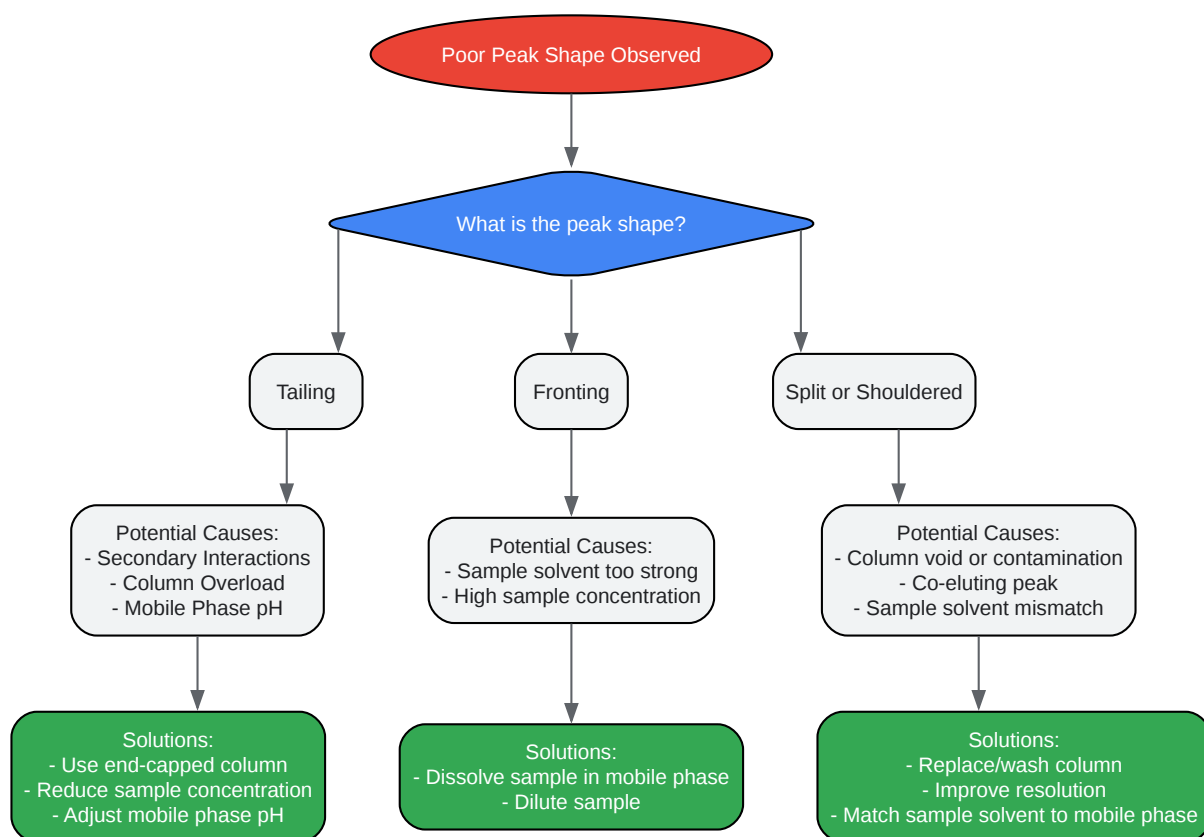 Poor Peak Shape Observed
What is the peak shape?
Tailing
Fronting
Split or Shouldered
Potential Causes:
- Secondary Interactions
- Column Overload
- Mobile Phase pH
Potential Causes:
- Sample solvent too strong
- High sample concentration
Potential Causes:
- Column void or contamination
- Co-eluting peak
- Sample solvent mismatch
Solutions:
- Use end-capped column
- Reduce sample concentration
- Adjust mobile phase pH
Solutions:
- Dissolve sample in mobile phase
- Dilute sample
Solutions:
- Replace/wash column
- Improve resolution
- Match sample solvent to mobile phase